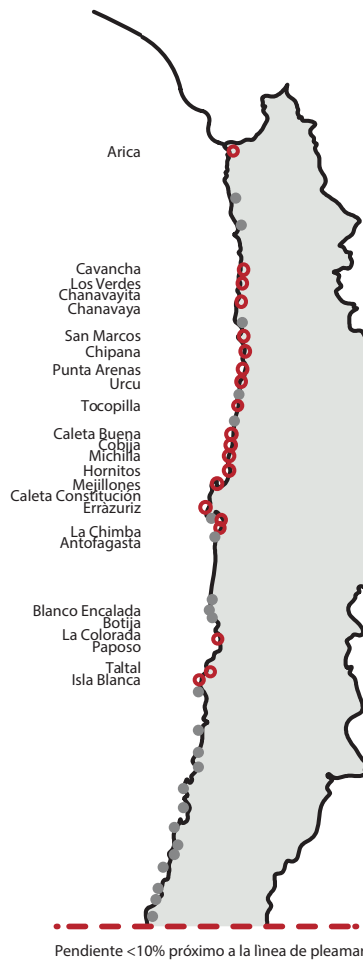 Arica
Cavancha
Los Verdes
Chanavayita
Chanavaya
San Marcos
Chipana
Punta Arenas
Urcu
Tocopilla
Caleta Buena
Cobija
Michilla
Hornitos
Mejillones
Caleta Constitución
Erràzuriz
La Chimba
Antofagasta
Blanco Encalada
Botija
La Colorada
Paposo
Taltal
Isla Blanca
Pendiente <10% próximo a la lìnea de pleamar